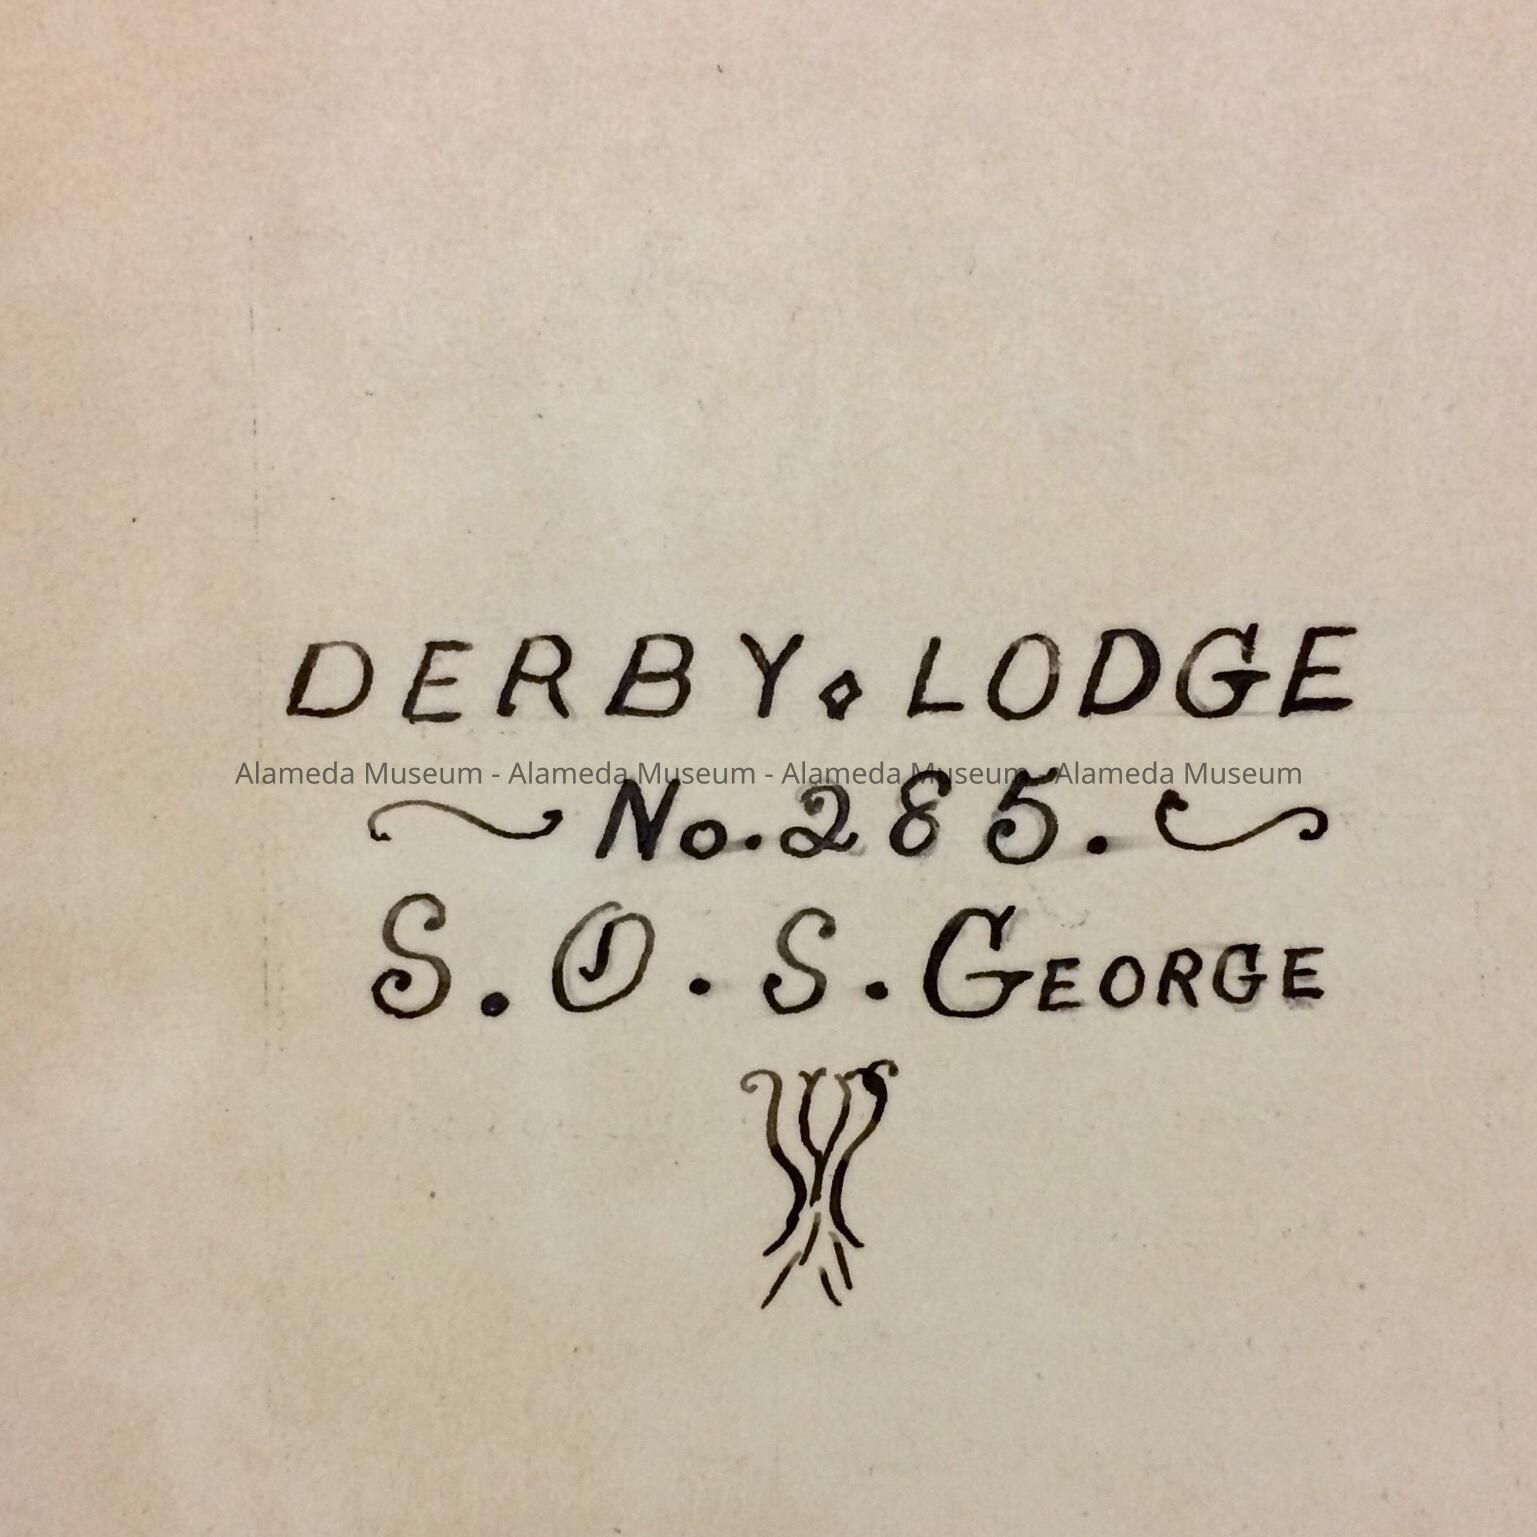 DERBY LODGE
Alameda Museum - Alameda Museum - Alameda Museum - Alameda Museum
No. 285.
S. O. S. GEORGE